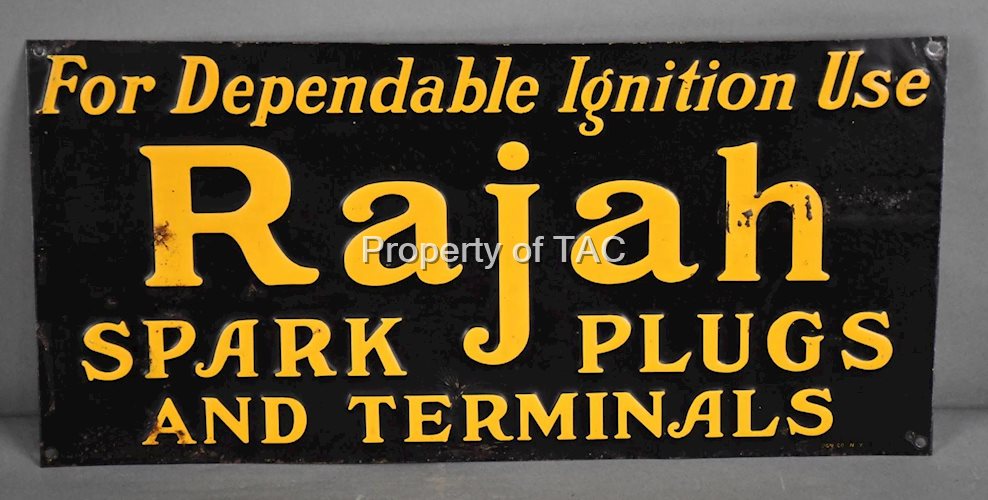 For Dependable Ignition Use
Rajah
Property of TAC
SPARK PLUGS
AND TERMINALS